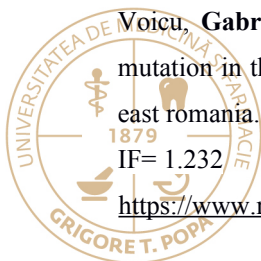 Voicu, Gabr
mutation in th
east romania.
IF= 1.232
https://www.r
UNIVERSITATEA DE MEDICINĂ ȘI FARMACIE
1879
GRIGORE T. POPA